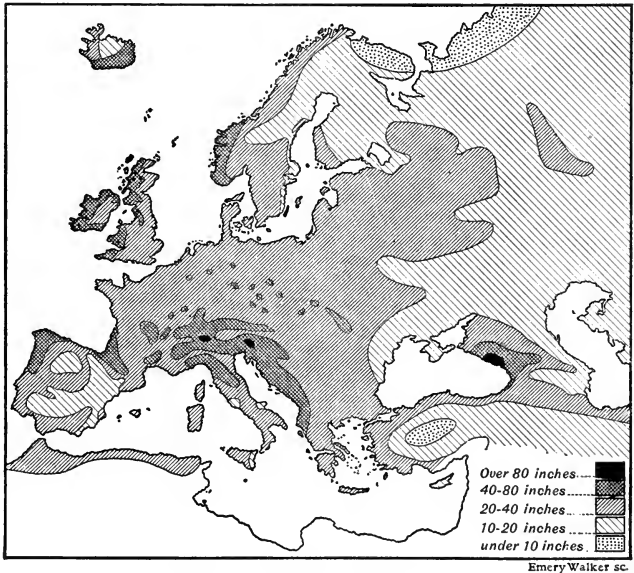 Over 80 inches
40-80 inches
20-40 inches
10-20 inches
under 10 inches
Emery Walker sc.